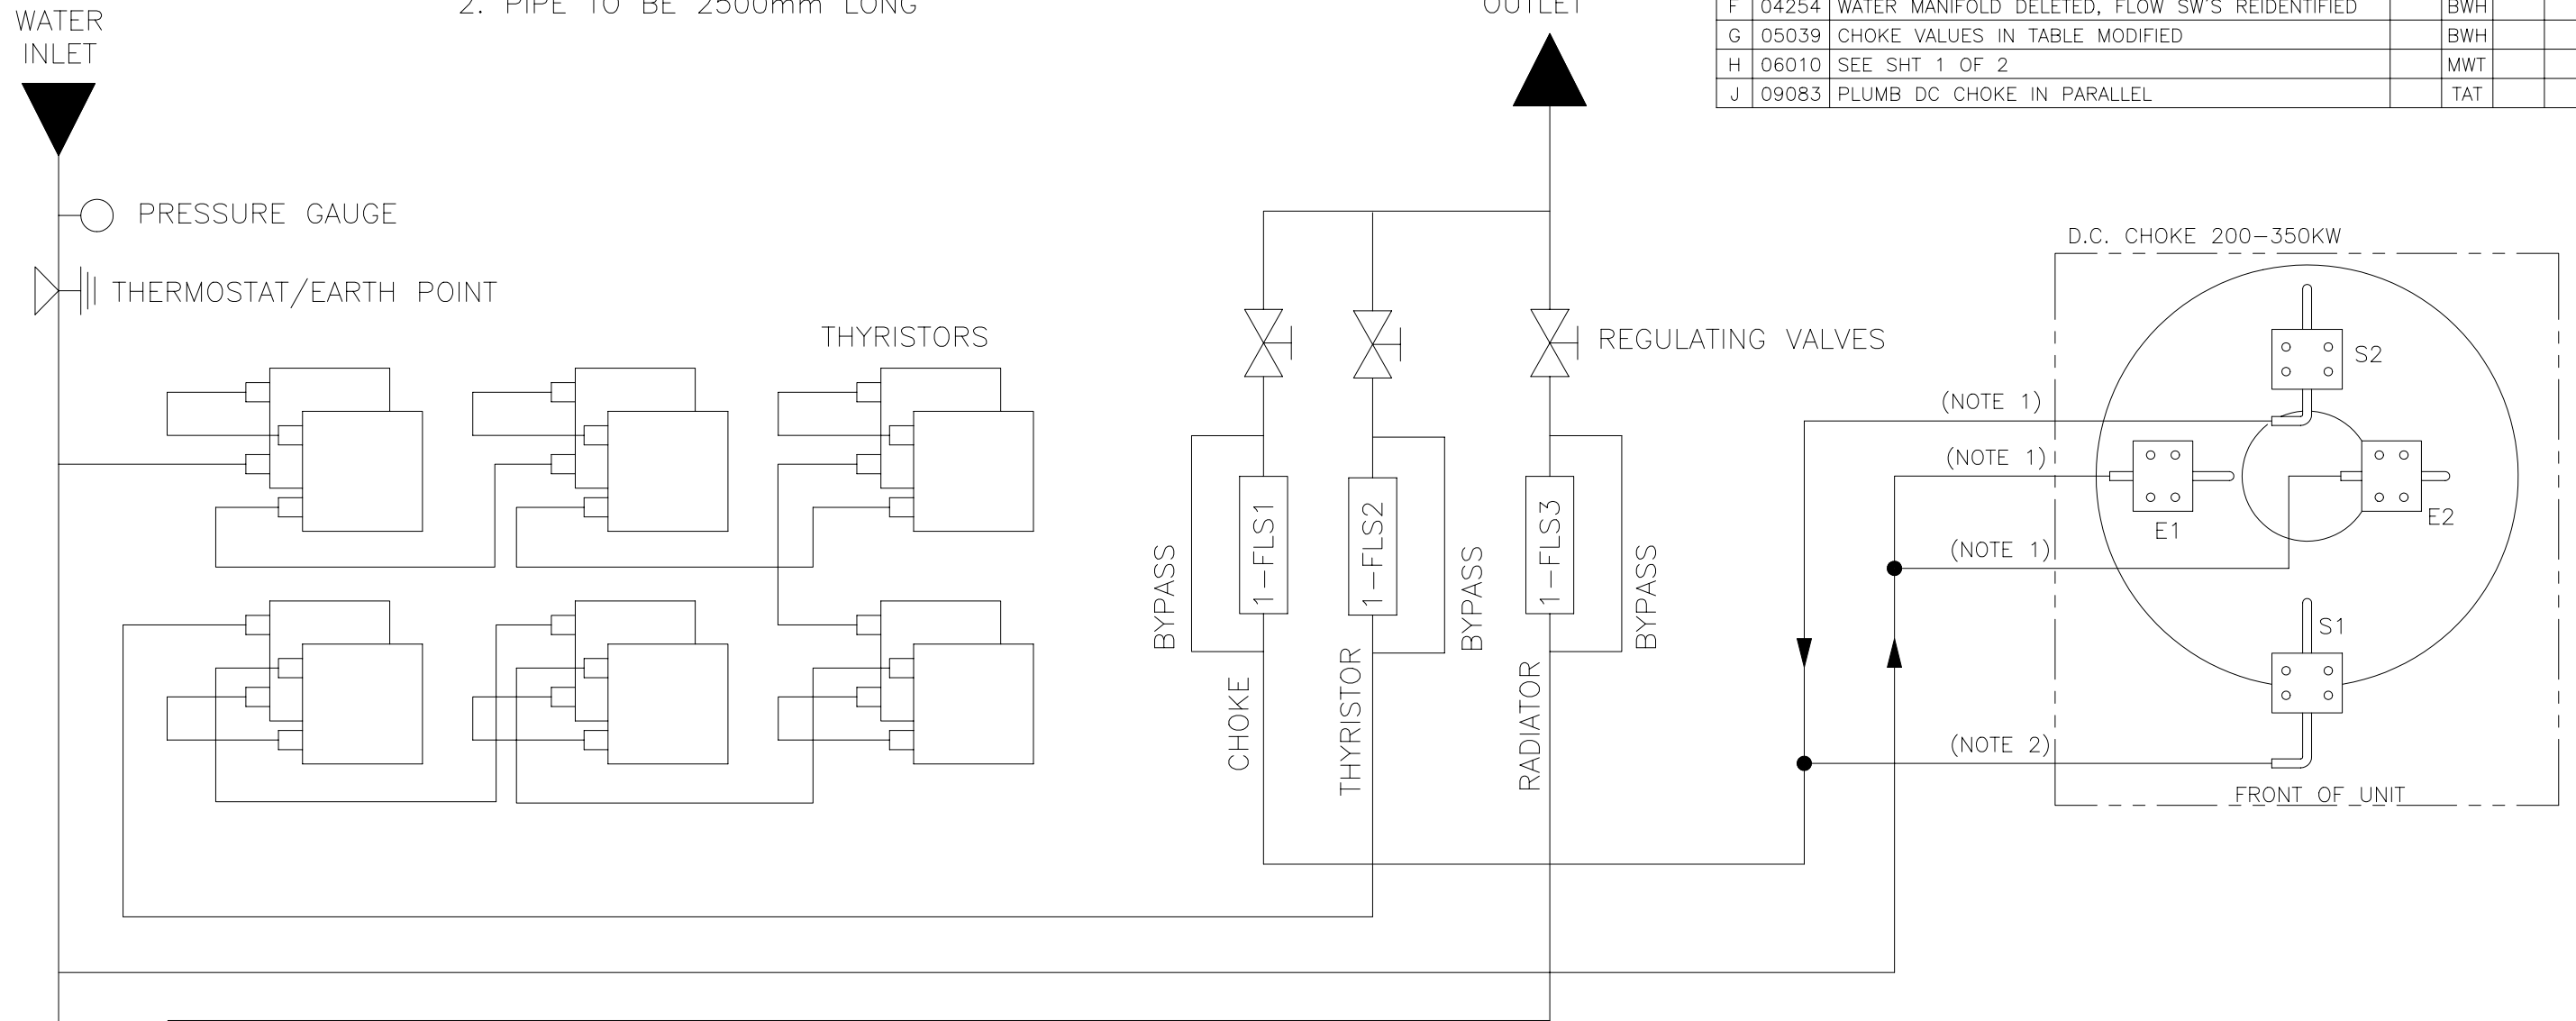 2. PIPE TO BE 2500mm LONG
WATER
INLET
OUTLET
F 04254 WATER MANIFOLD DELETED, FLOW SW'S REIDENTIFIED BWH
G 05039 CHOKE VALUES IN TABLE MODIFIED BWH
H 06010 SEE SHT 1 OF 2 MWT
J 09083 PLUMB DC CHOKE IN PARALLEL TAT
PRESSURE GAUGE
THERMOSTAT/EARTH POINT
THYRISTORS
REGULATING VALVES
D.C. CHOKE 200-350KW
S2
(NOTE 1)
(NOTE 1)
E1
E2
(NOTE 1)
S1
(NOTE 2)
FRONT OF UNIT
BYPASS
1-FLS1
1-FLS2
BYPASS
1-FLS3
BYPASS
CHOKE
THYRISTOR
RADIATOR